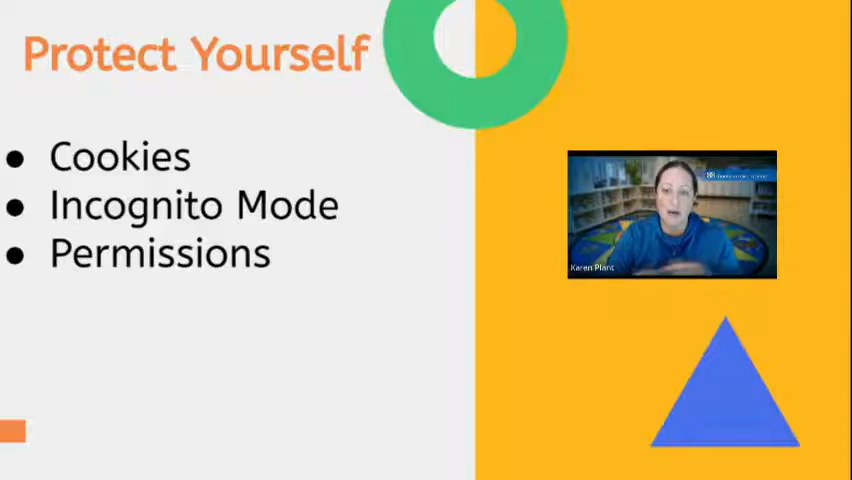 Protect Yourself
Cookies
Incognito Mode
Permissions
Karen Plant